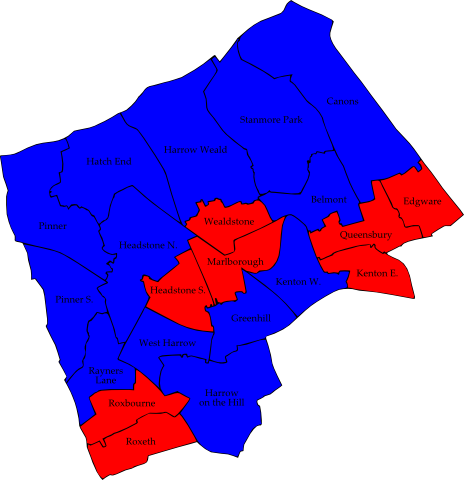 Canons
Stanmore Park
Harrow Weald
Hatch End
Belmont
Edgware
Wealdstone
Pinner
Queensbury
Headstone N.
Marlborough
Kenton E.
Kenton W.
Headstone S.
Pinner S.
Greenhill
West Harrow
Rayners
Lane
Harrow
on the Hill
Roxbourne
Roxeth